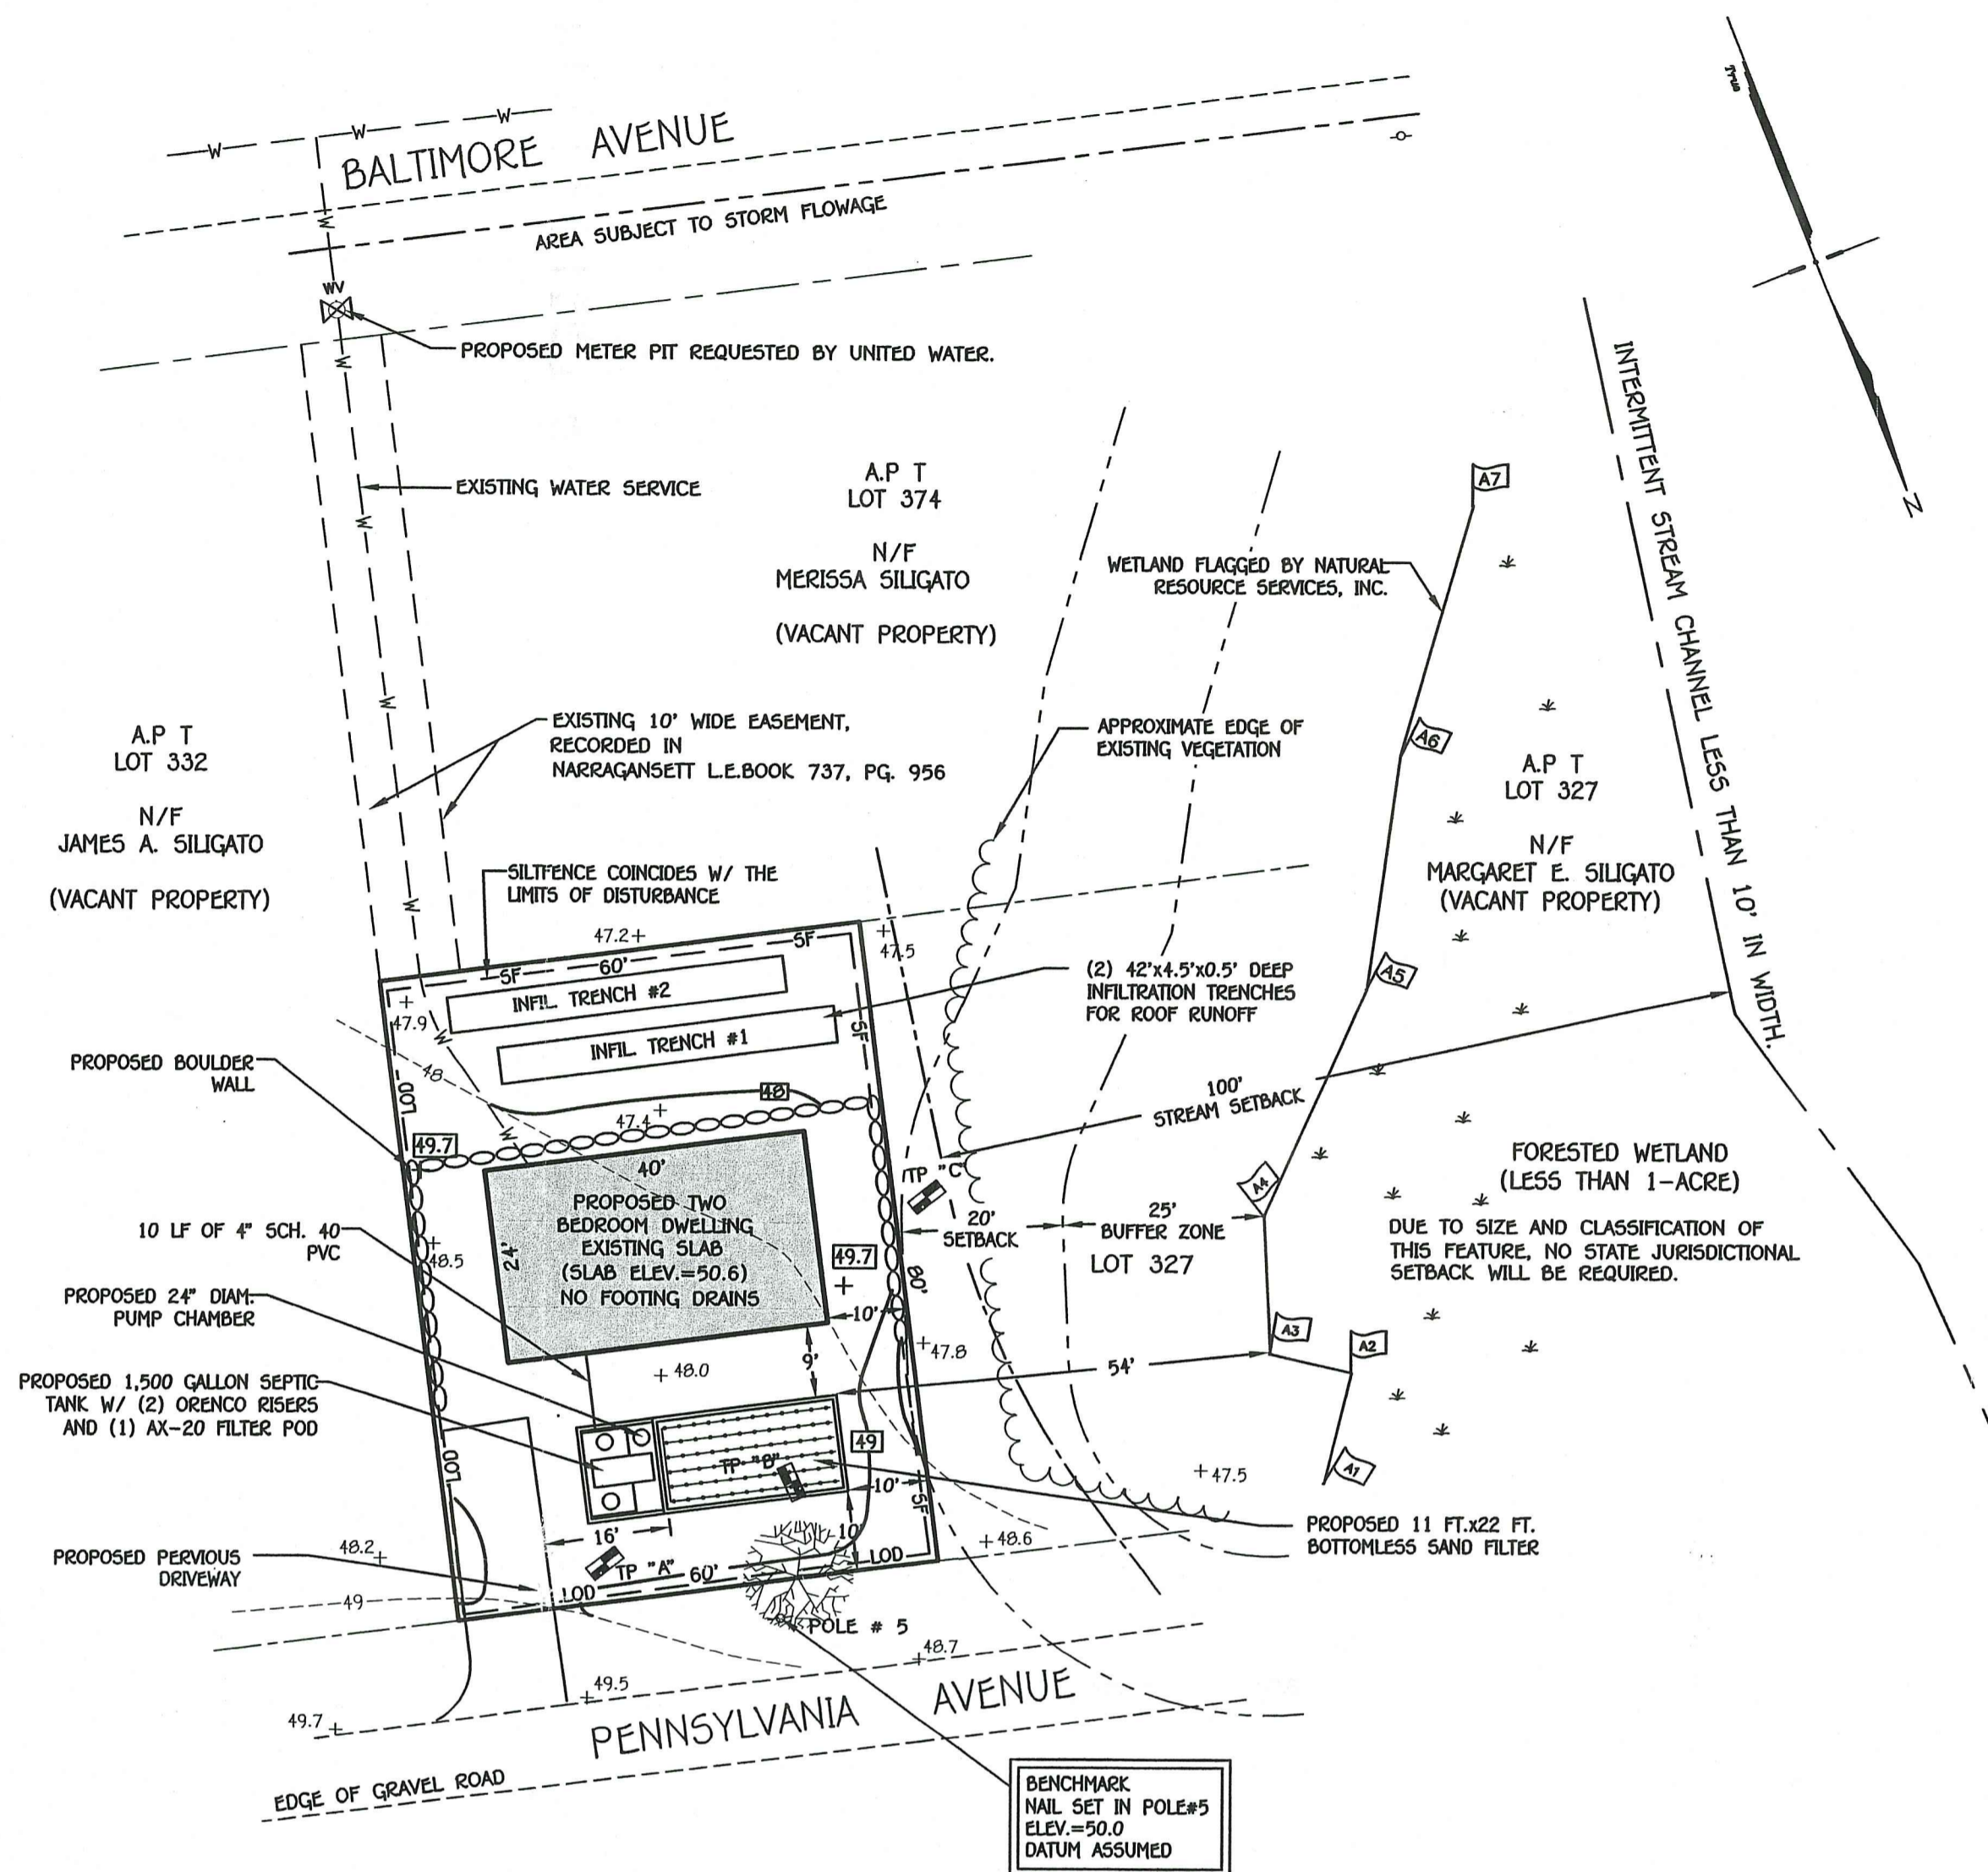 True
N
W
W
W
BALTIMORE AVENUE
W
AREA SUBJECT TO STORM FLOWAGE
WV
W
PROPOSED METER PIT REQUESTED BY UNITED WATER.
INTERMITTENT STREAM CHANNEL LESS THAN 10' IN WIDTH.
EXISTING WATER SERVICE
W
A.P T
LOT 374
N/F
MERISSA SILIGATO
(VACANT PROPERTY)
A7
WETLAND FLAGGED BY NATURAL
RESOURCE SERVICES, INC.
W
EXISTING 10' WIDE EASEMENT,
RECORDED IN
NARRAGANSETT L.E.BOOK 737, PG. 956
APPROXIMATE EDGE OF
EXISTING VEGETATION
A6
A.P T
LOT 332
N/F
JAMES A. SILIGATO
(VACANT PROPERTY)
A.P T
LOT 327
N/F
MARGARET E. SILIGATO
(VACANT PROPERTY)
SILTFENCE COINCIDES W/ THE
LIMITS OF DISTURBANCE
W
47.2
SF
47.5
SF
60'
INFIL TRENCH #2
(2) 42'x4.5'x0.5' DEEP
INFILTRATION TRENCHES
FOR ROOF RUNOFF
A5
47.9
W
INFIL TRENCH #1
SF
PROPOSED BOULDER
WALL
48
LOD
48
47.4
W
49.7
100'
STREAM SETBACK
40'
PROPOSED TWO
BEDROOM DWELLING
EXISTING SLAB
(SLAB ELEV.=50.6)
NO FOOTING DRAINS
24'
TP "C"
20'
SETBACK
25'
BUFFER ZONE
LOT 327
A4
FORESTED WETLAND
(LESS THAN 1-ACRE)
DUE TO SIZE AND CLASSIFICATION OF
THIS FEATURE, NO STATE JURISDICTIONAL
SETBACK WILL BE REQUIRED.
10 LF OF 4" SCH. 40
PVC
48.5
49.7
80'
10'
PROPOSED 24" DIAM.
PUMP CHAMBER
A3
A2
47.8
48.0
9'
54'
PROPOSED 1,500 GALLON SEPTIC
TANK W/ (2) ORENCO RISERS
AND (1) AX-20 FILTER POD
49
TP "B"
LOD
10'
SF
47.5
A1
16'
10'
PROPOSED 11 FT.x22 FT.
BOTTOMLESS SAND FILTER
48.2
48.6
PROPOSED PERVIOUS
DRIVEWAY
TP "A"
LOD
60'
LOD
49
POLE # 5
48.7
49.5
49.7
PENNSYLVANIA AVENUE
EDGE OF GRAVEL ROAD
BENCHMARK
NAIL SET IN POLE#5
ELEV.=50.0
DATUM ASSUMED